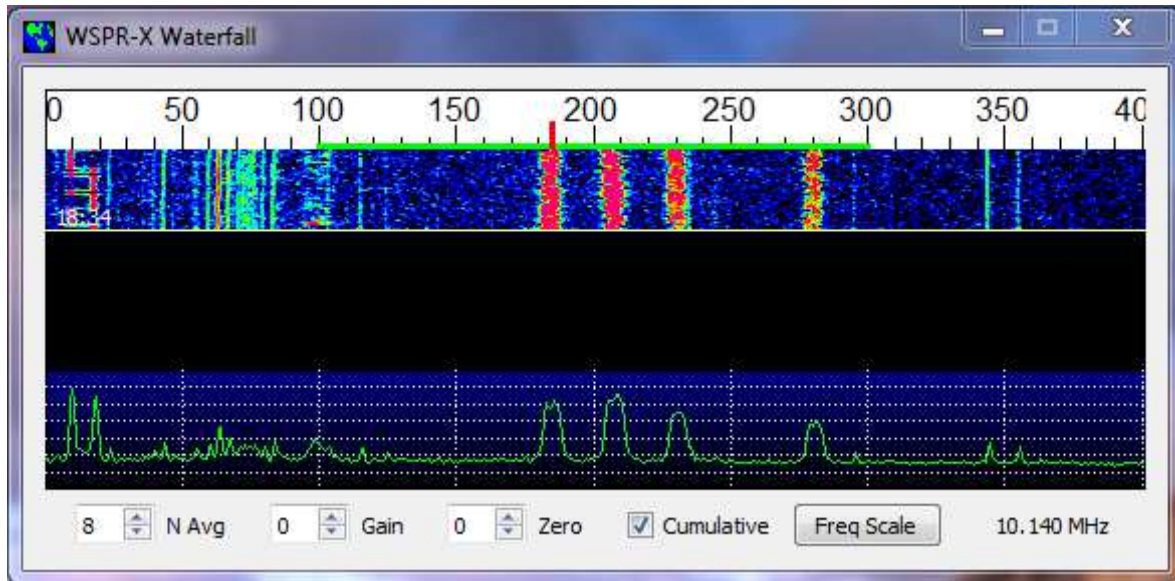 WSPR-X Waterfall
0 50 100 150 200 250 300 350 40
18:34
8 N Avg 0 Gain 0 Zero Cumulative Freq Scale 10.140 MHz